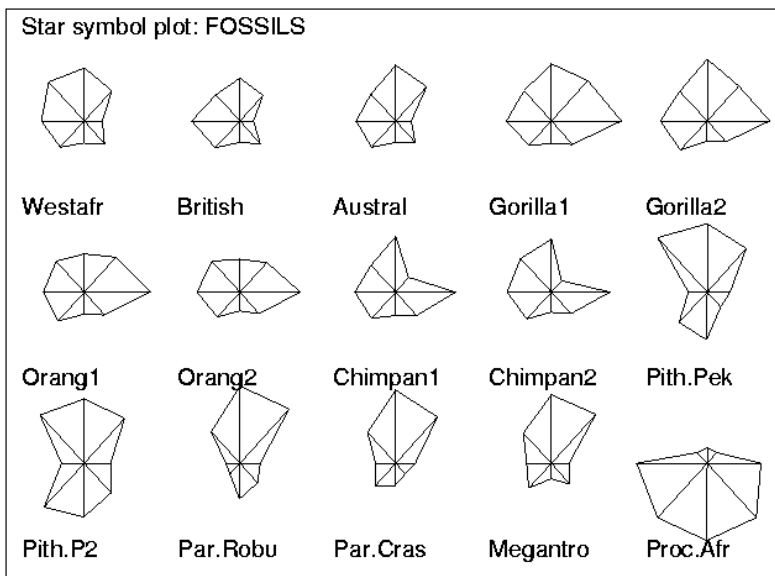 Star symbol plot: FOSSILS
Westafr British Austral Gorilla1 Gorilla2
Orang1 Orang2 Chimpan1 Chimpan2 Pith.Pek
Pith.P2 Par.Robu Par.Cras Megantro Proc.Afr